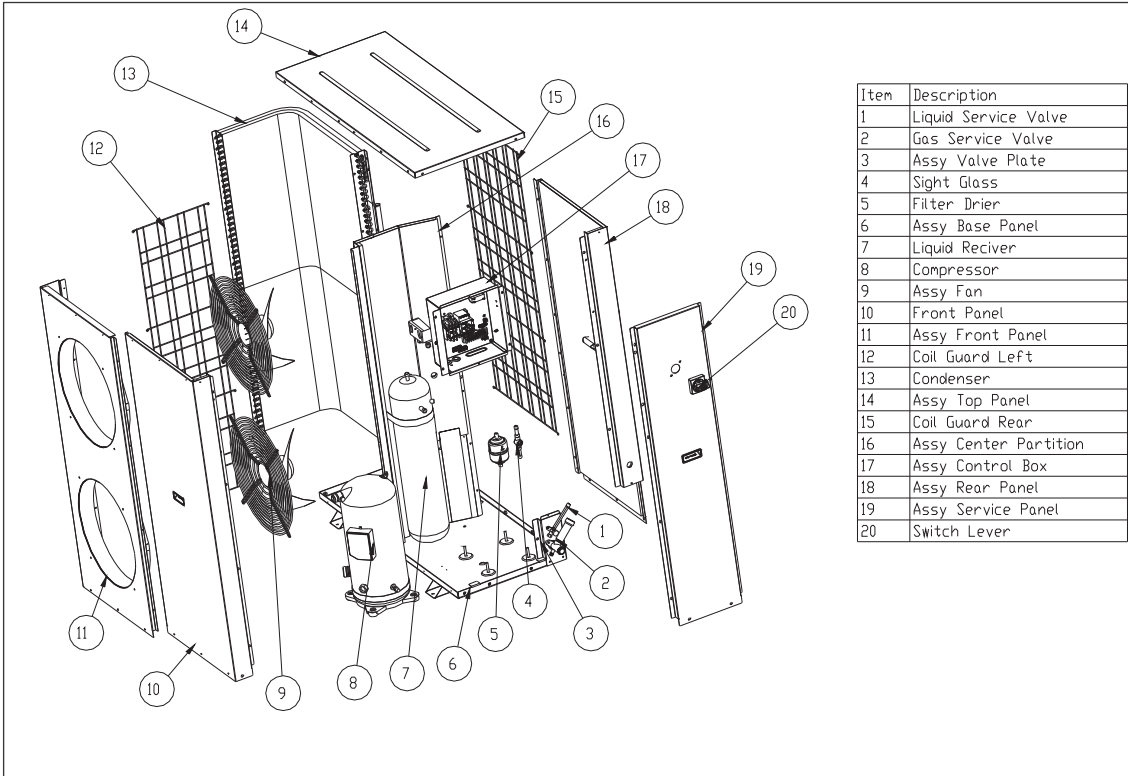 14
13
15
16
12
17
18
19
20
1
2
4
3
5
11
6
7
8
10
9
Item Description
1 Liquid Service Valve
2 Gas Service Valve
3 Assy Valve Plate
4 Sight Glass
5 Filter Drier
6 Assy Base Panel
7 Liquid Reciver
8 Compressor
9 Assy Fan
10 Front Panel
11 Assy Front Panel
12 Coil Guard Left
13 Condenser
14 Assy Top Panel
15 Coil Guard Rear
16 Assy Center Partition
17 Assy Control Box
18 Assy Rear Panel
19 Assy Service Panel
20 Switch Lever